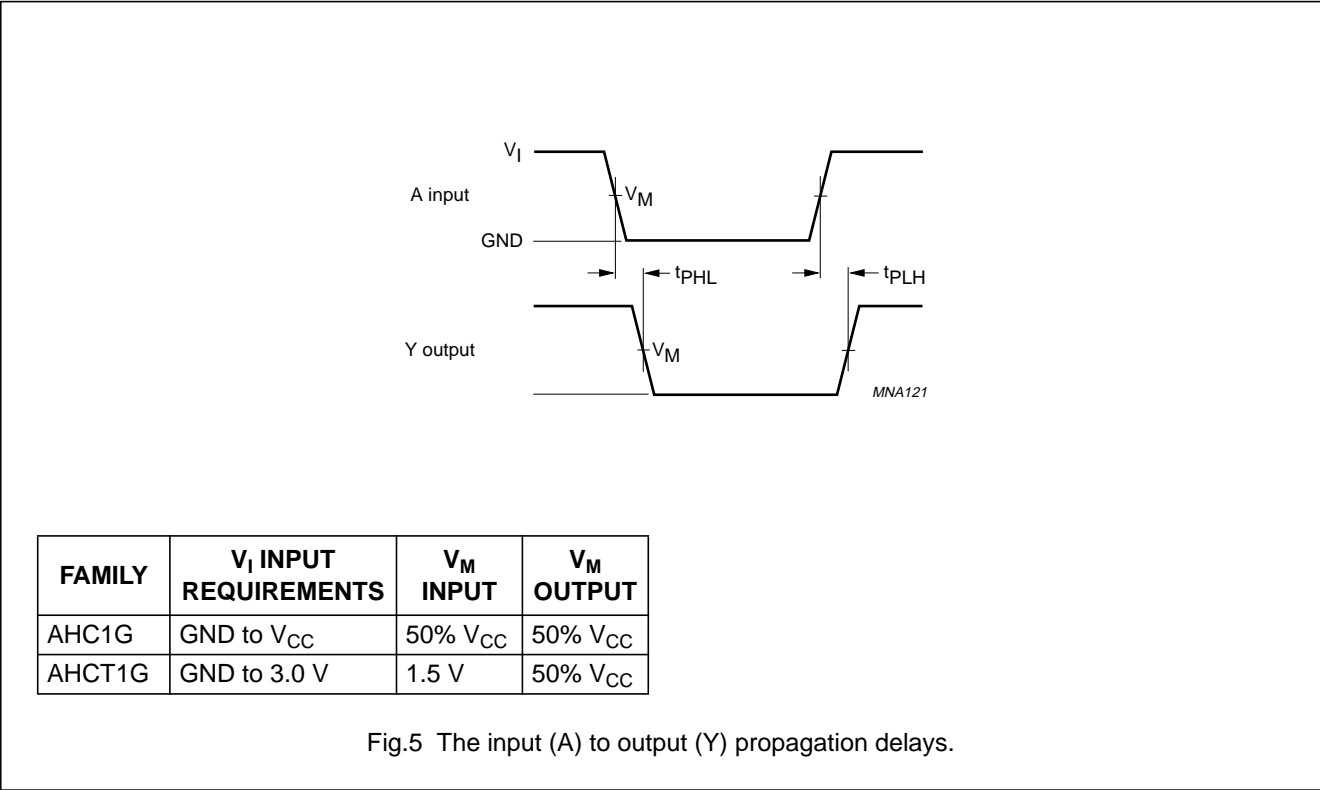 VI
A input
VM
GND
tPHL
tPLH
Y output
VM
MNA121
FAMILY VI INPUT REQUIREMENTS VM INPUT VM OUTPUT
AHC1G GND to VCC 50% VCC 50% VCC
AHCT1G GND to 3.0 V 1.5 V 50% VCC
Fig.5 The input (A) to output (Y) propagation delays.